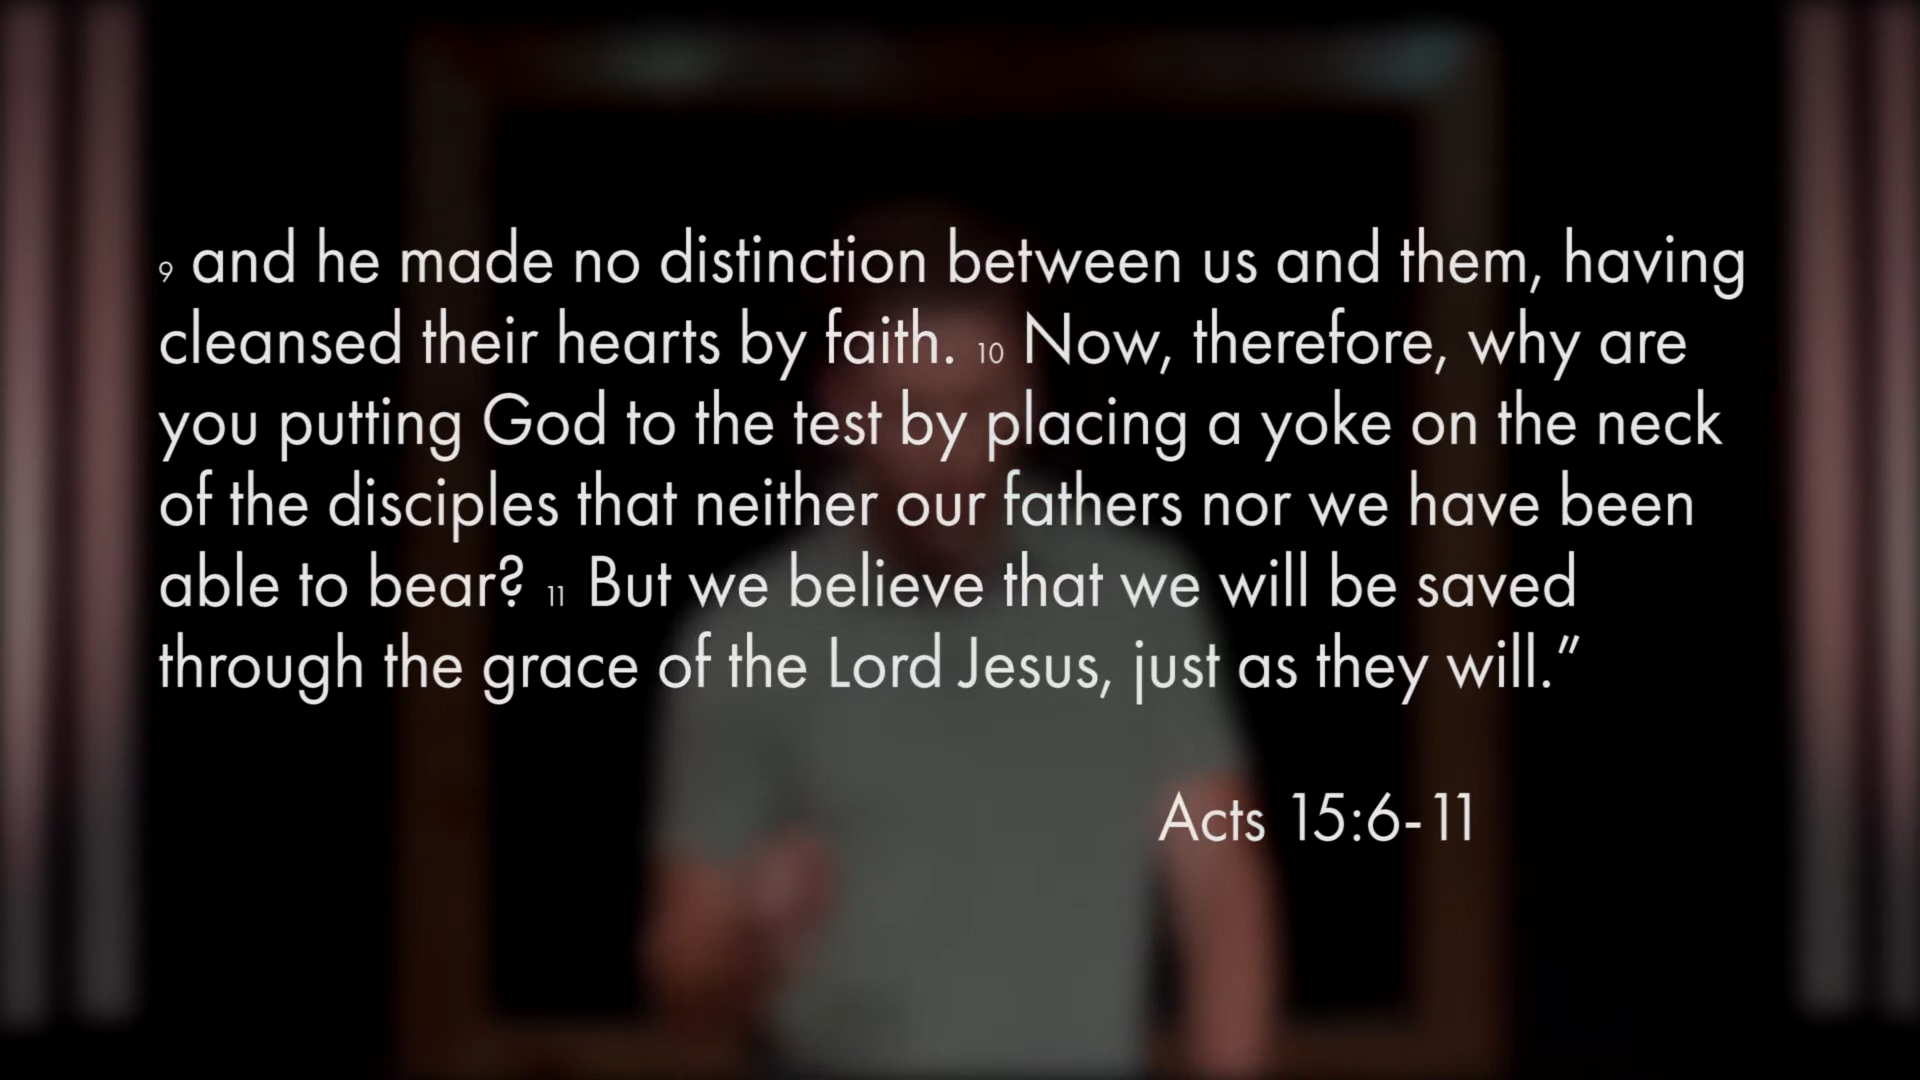 9 and he made no distinction between us and them, having
cleansed their hearts by faith. 10 Now, therefore, why are
you putting God to the test by placing a yoke on the neck
of the disciples that neither our fathers nor we have been
able to bear? 11 But we believe that we will be saved
through the grace of the Lord Jesus, just as they will.”
Acts 15:6-11